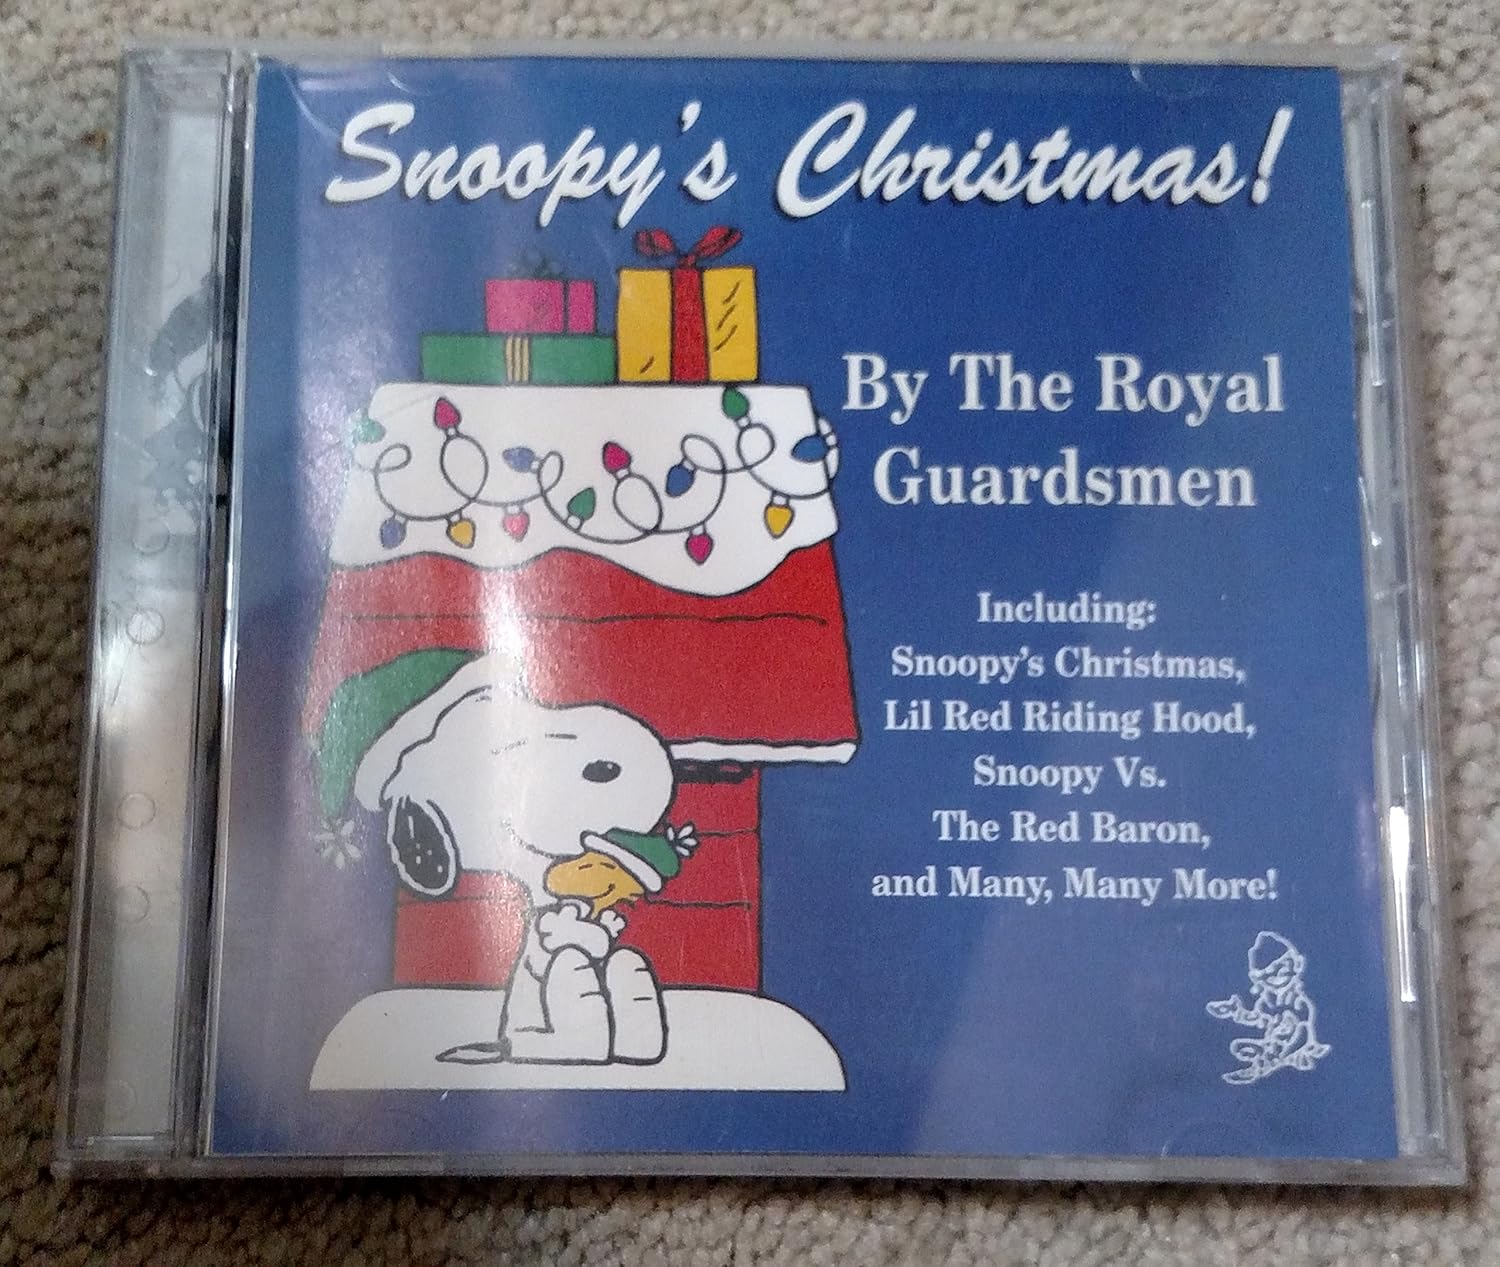 Snoopy's Christmas!
By The Royal
Guardsmen
Including:
Snoopy's Christmas,
Lil Red Riding Hood,
Snoopy Vs.
The Red Baron,
and Many, Many More!